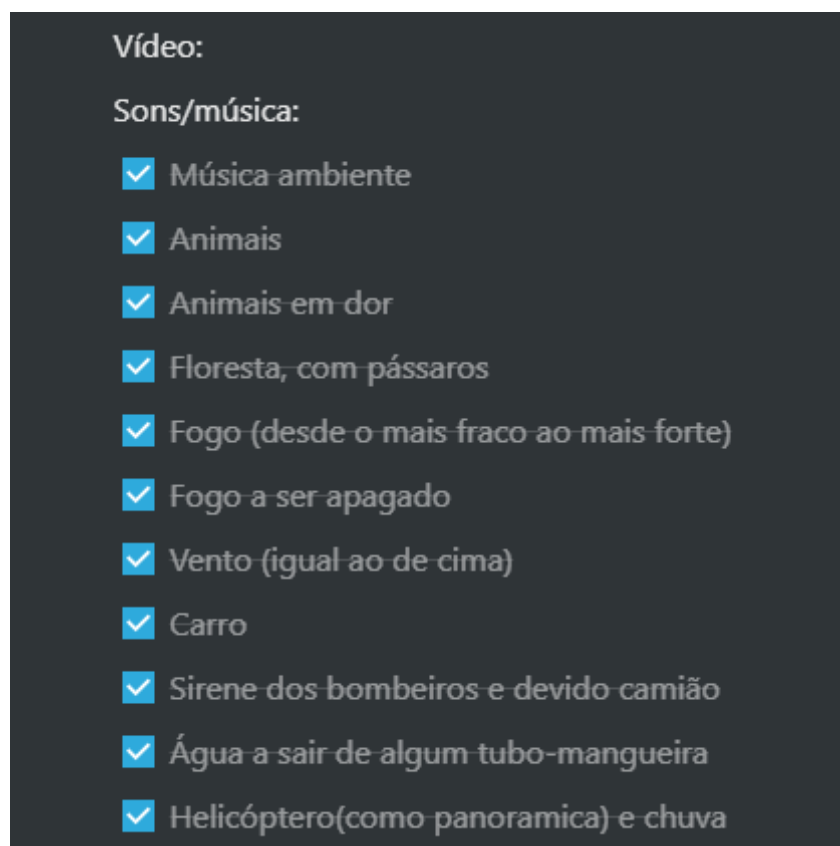 Vídeo:
Sons/música:
Música ambiente
Animais
Animais em dor
Floresta, com pássaros
Fogo (desde o mais fraco ao mais forte)
Fogo a ser apagado
Vento (igual ao de cima)
Carro
Sirene dos bombeiros e devido camião
Água a sair de algum tubo-mangueira
Helicóptero(como panoramica) e chuva